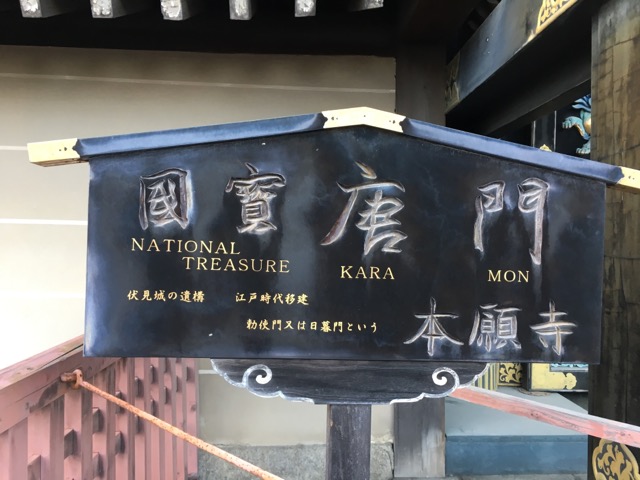 國寳 唐門
NATIONAL TREASURE KARA MON
伏見城の遺構 江戸時代移建
勅使門又は日暮門という
本願寺